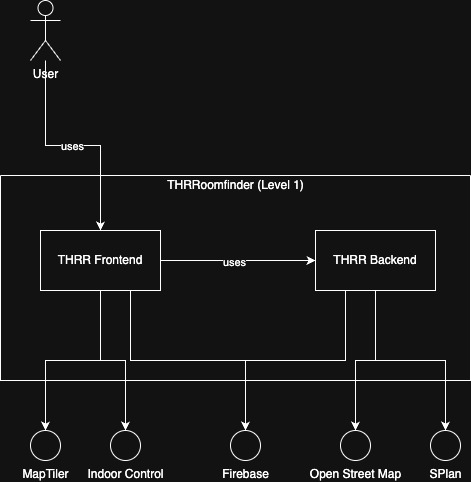 User
uses
THRRoomfinder (Level 1)
THRR Frontend
uses
THRR Backend
MapTiler
Indoor Control
Firebase
Open Street Map
SPlan